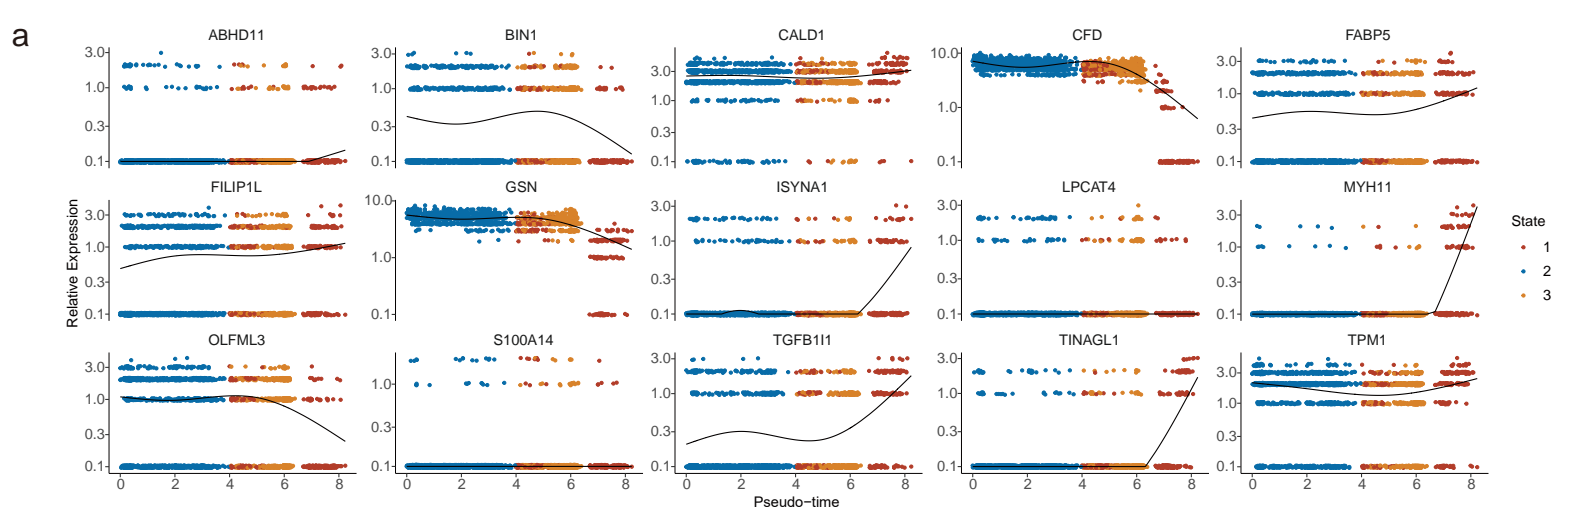 a
ABHD11 BIN1 CALD1 CFD FABP5
3.0 1.0 0.3 0.1
3.0 1.0 0.3 0.1
3.0 1.0 0.3 0.1
10.0 1.0 0.1
3.0 1.0 0.3 0.1
FILIP1L GSN ISYNA1 LPCAT4 MYH11
3.0 1.0 0.3 0.1
10.0 1.0 0.1
3.0 1.0 0.3 0.1
3.0 1.0 0.3 0.1
3.0 1.0 0.3 0.1
Relative Expression
OLFML3 S100A14 TGFB1I1 TINAGL1 TPM1
3.0 1.0 0.3 0.1
1.0 0.3 0.1
3.0 1.0 0.3 0.1
3.0 1.0 0.3 0.1
3.0 1.0 0.3 0.1
0 2 4 6 8 0 2 4 6 8 0 2 4 6 8 0 2 4 6 8 0 2 4 6 8
Pseudo−time
State
1
2
3